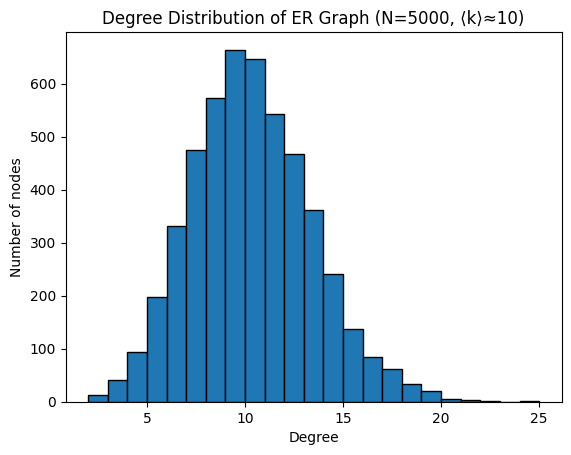 Degree Distribution of ER Graph (N=5000, ⟨k⟩≈10)
Number of nodes
600
500
400
300
200
100
0
5 10 15 20 25
Degree